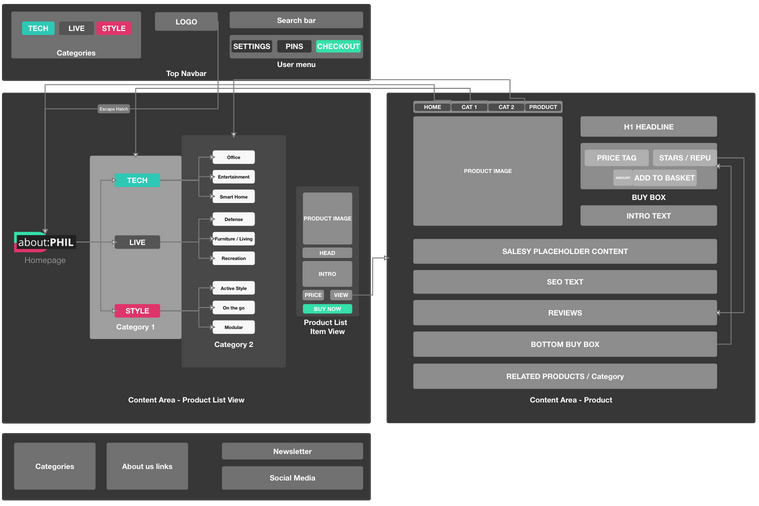 TECH
LIVE
STYLE
Categories
LOGO
Search bar
SETTINGS
PINS
CHECKOUT
User menu
Top Navbar
Escape Hatch
about:PHIL
Homepage
TECH
LIVE
STYLE
Category 1
Office
Entertainment
Smart Home
Defense
Furniture / Living
Recreation
Active Style
On the go
Modular
Category 2
PRODUCT IMAGE
HEAD
INTRO
PRICE
VIEW
BUY NOW
Product List
Item View
Content Area - Product List View
HOME
CAT 1
CAT 2
PRODUCT
PRODUCT IMAGE
H1 HEADLINE
PRICE TAG
STARS / REPU
ADD TO BASKET
BUY BOX
INTRO TEXT
SALESY PLACEHOLDER CONTENT
SEO TEXT
REVIEWS
BOTTOM BUY BOX
RELATED PRODUCTS / Category
Content Area - Product
Categories
About us links
Newsletter
Social Media